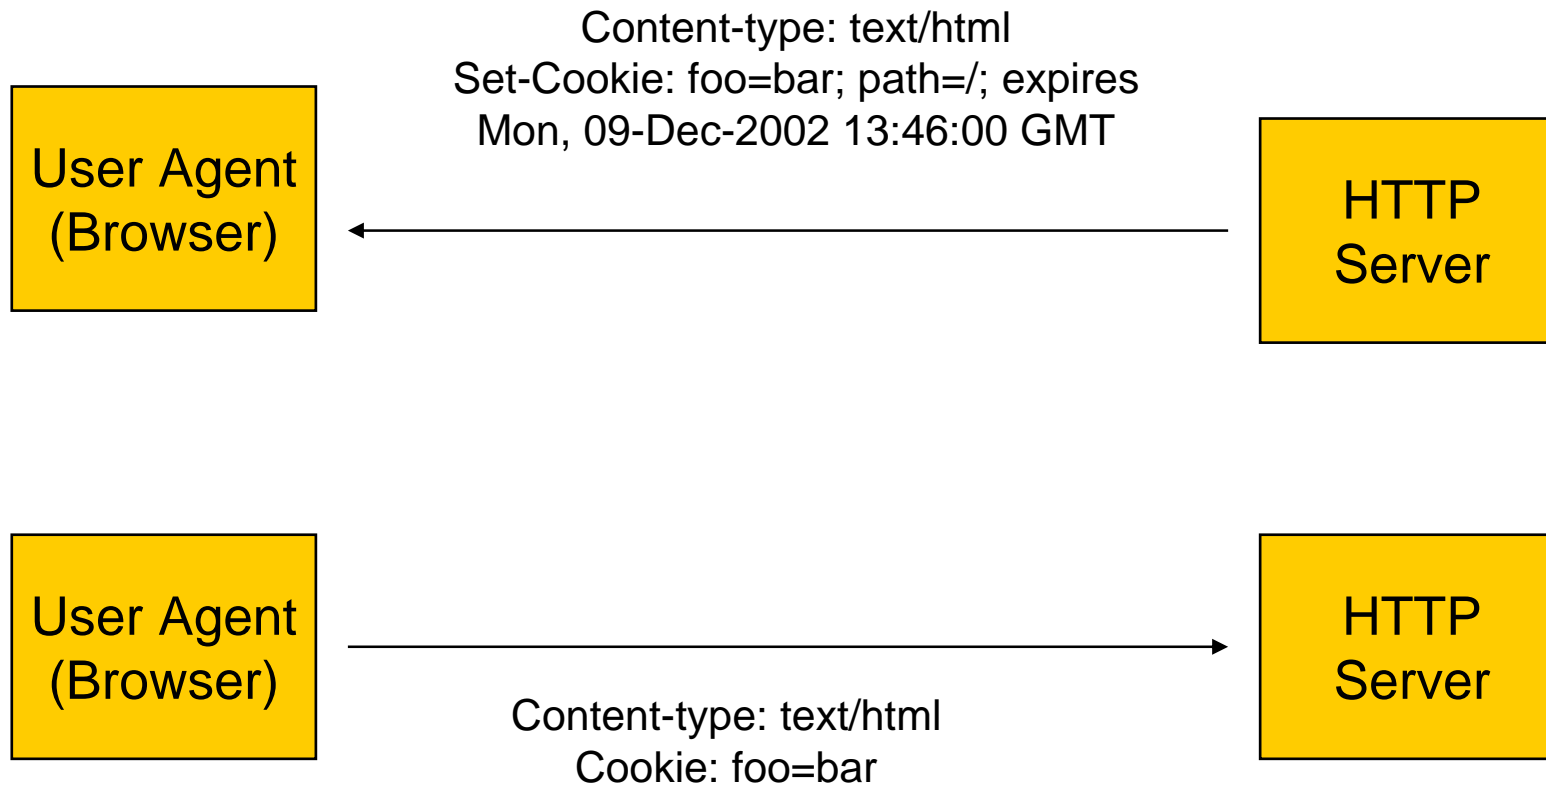 Content-type: text/html
Set-Cookie: foo=bar; path=/; expires
Mon, 09-Dec-2002 13:46:00 GMT
User Agent
(Browser)
HTTP
Server
User Agent
(Browser)
HTTP
Server
Content-type: text/html
Cookie: foo=bar